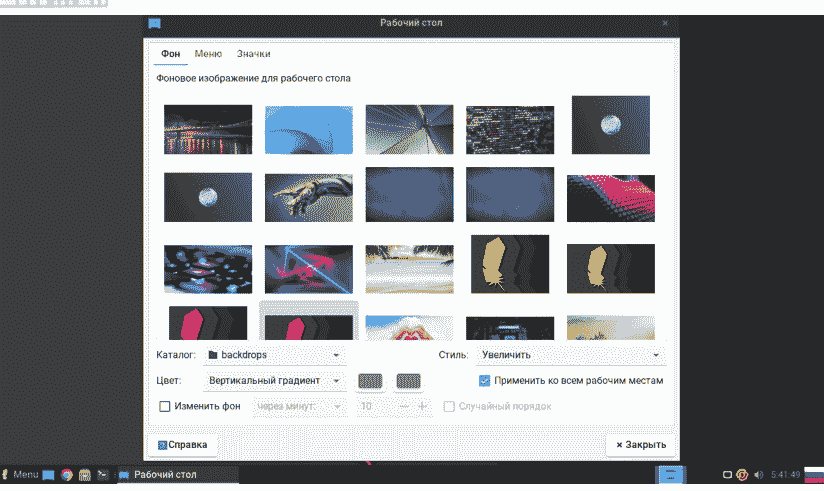 Рабочий стол
Фон Меню Значки
Фоновое изображение для рабочего стола
Каталог: backdrops Стиль: Увеличить
Цвет: Вертикальный градиент Применить ко всем рабочим местам
Изменить фон через минут: 10 Случайный порядок
Справка × Закрыть
Menu Рабочий стол 5:41:49